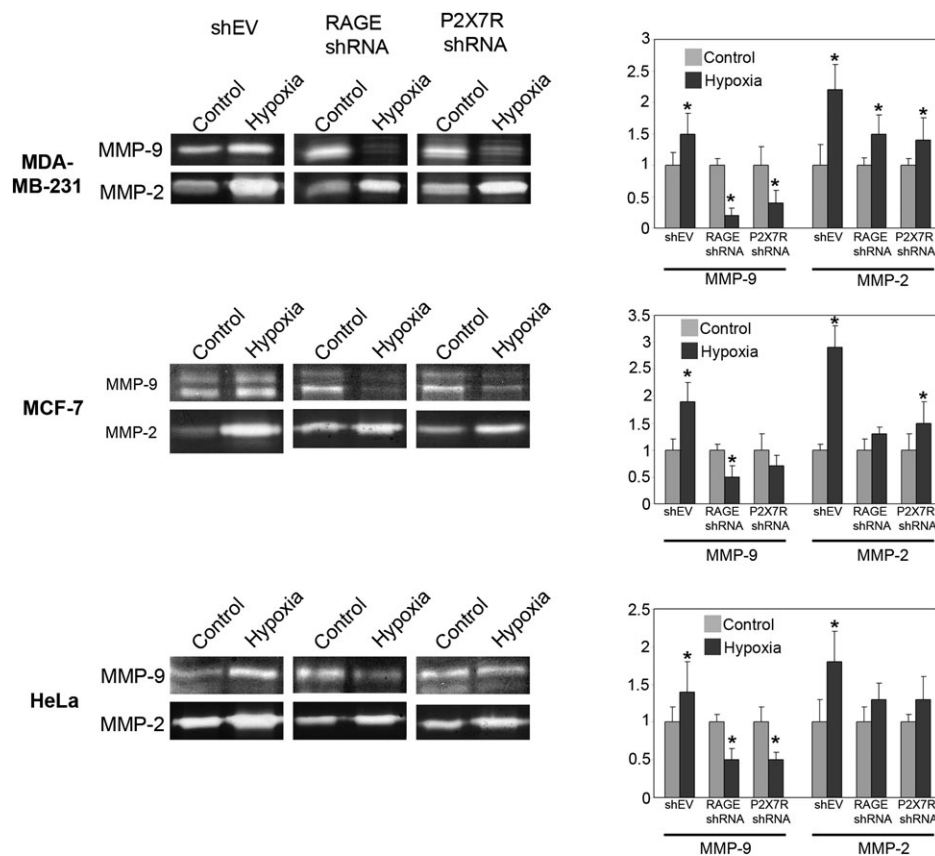 shEV
RAGE
shRNA
P2X7R
shRNA
Control
Hypoxia
Control
Hypoxia
Control
Hypoxia
MDA-
MB-231
MMP-9
MMP-2
3
2.5
2
1.5
1
0.5
0
Control
Hypoxia
*
*
*
*
*
*
shEV
RAGE
shRNA
P2X7R
shRNA
shEV
RAGE
shRNA
P2X7R
shRNA
MMP-9
MMP-2
Control
Hypoxia
Control
Hypoxia
Control
Hypoxia
MCF-7
MMP-9
MMP-2
3.5
3
2.5
2
1.5
1
0.5
0
Control
Hypoxia
*
*
*
*
shEV
RAGE
shRNA
P2X7R
shRNA
shEV
RAGE
shRNA
P2X7R
shRNA
MMP-9
MMP-2
Control
Hypoxia
Control
Hypoxia
Control
Hypoxia
HeLa
MMP-9
MMP-2
2.5
2
1.5
1
0.5
0
Control
Hypoxia
*
*
*
*
shEV
RAGE
shRNA
P2X7R
shRNA
shEV
RAGE
shRNA
P2X7R
shRNA
MMP-9
MMP-2